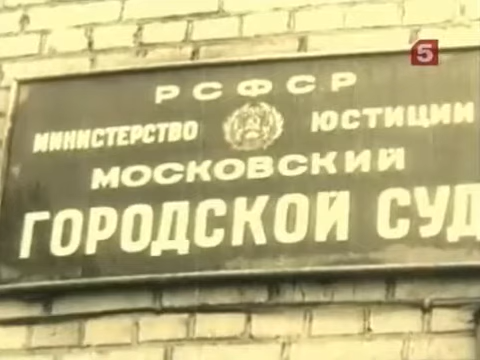 5
РСФСР
МИНИСТЕРСТВО ЮСТИЦИИ
МОСКОВСКИЙ
ГОРОДСКОЙ СУД